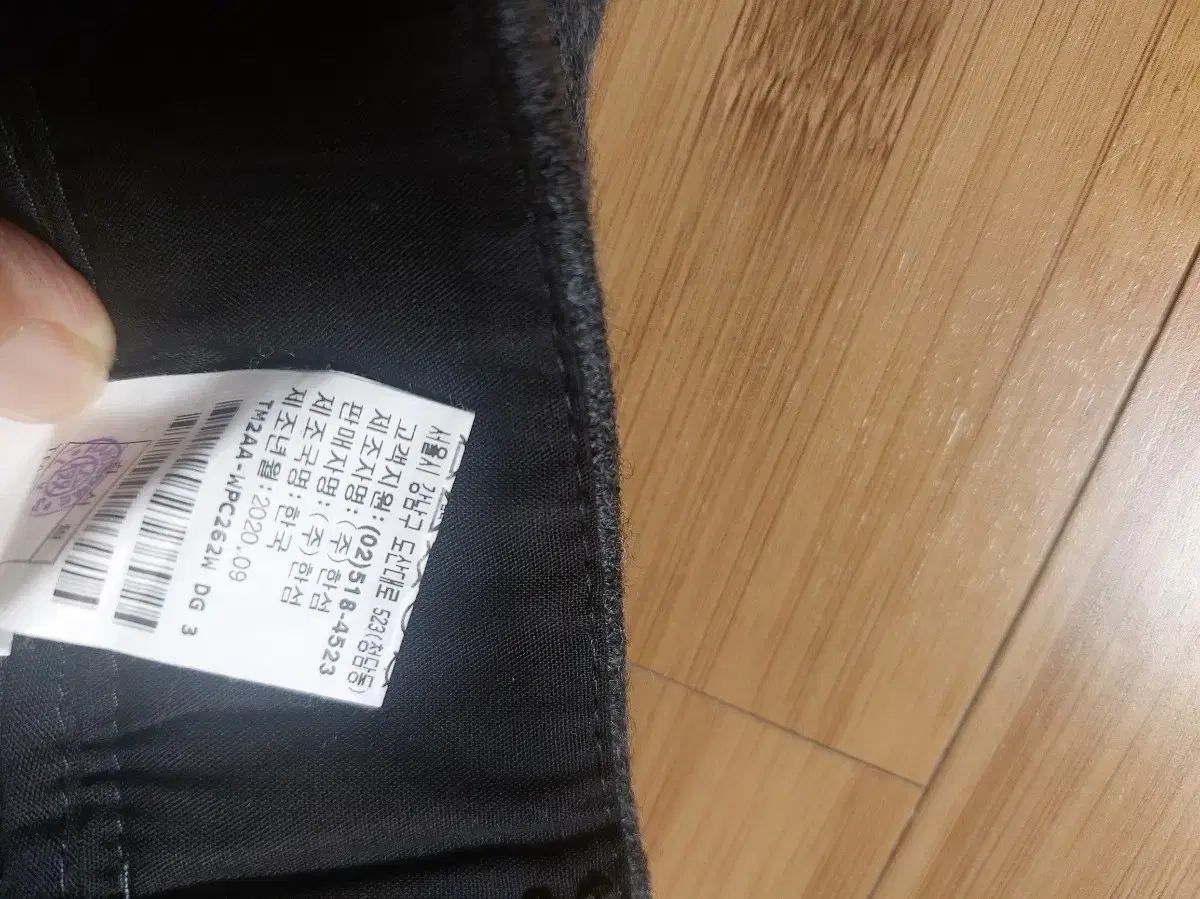 서울시 강남구 도산대로 523(청담동)
고객지원:(02)518-4523
제조자명:(주)한섬
판매자명:(주)한섬
제조국명:한국
제조년월:2020.09
TM2AA-WPC262W DG 3